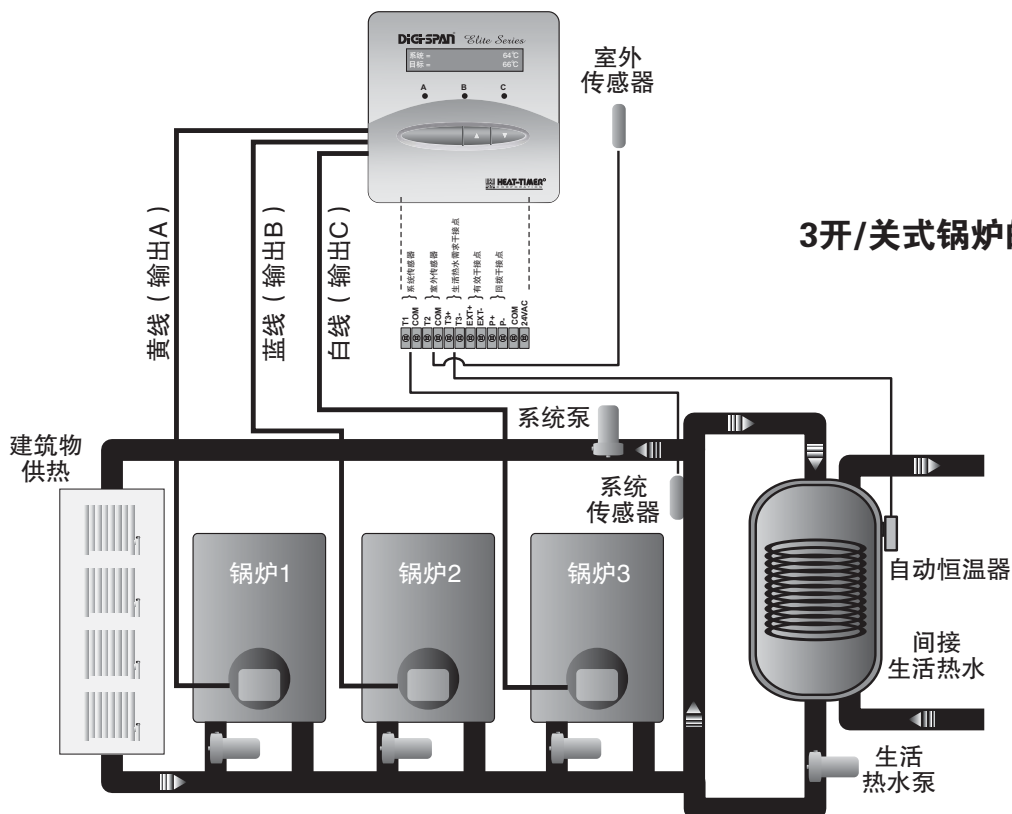 DiGi-SPAN Elite Series
系统 = 64℃
目标 = 66℃
A B C
HEAT-TIMER®
CORPORATION
室外
传感器
3开/关式锅炉的
黄线（输出A）
蓝线（输出B）
白线（输出C）
}系统传感器
}室外传感器
}生活热水需求干接点
}有效干接点
}回拨干接点
T1
COM
T2
COM
T3+
T3-
EXT+
EXT-
P+
P-
COM
24VAC
系统泵
建筑物
供热
系统
传感器
锅炉1
锅炉2
锅炉3
自动恒温器
间接
生活热水
生活
热水泵